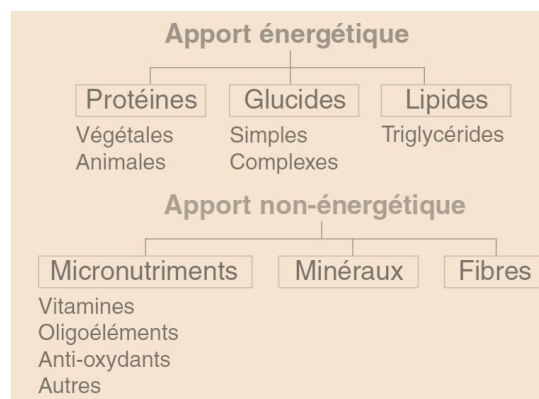 Apport énergétique
Protéines Glucides Lipides
Végétales Simples Triglycérides
Animales Complexes
Apport non-énergétique
Micronutriments Minéraux Fibres
Vitamines
Oligoéléments
Anti-oxydants
Autres